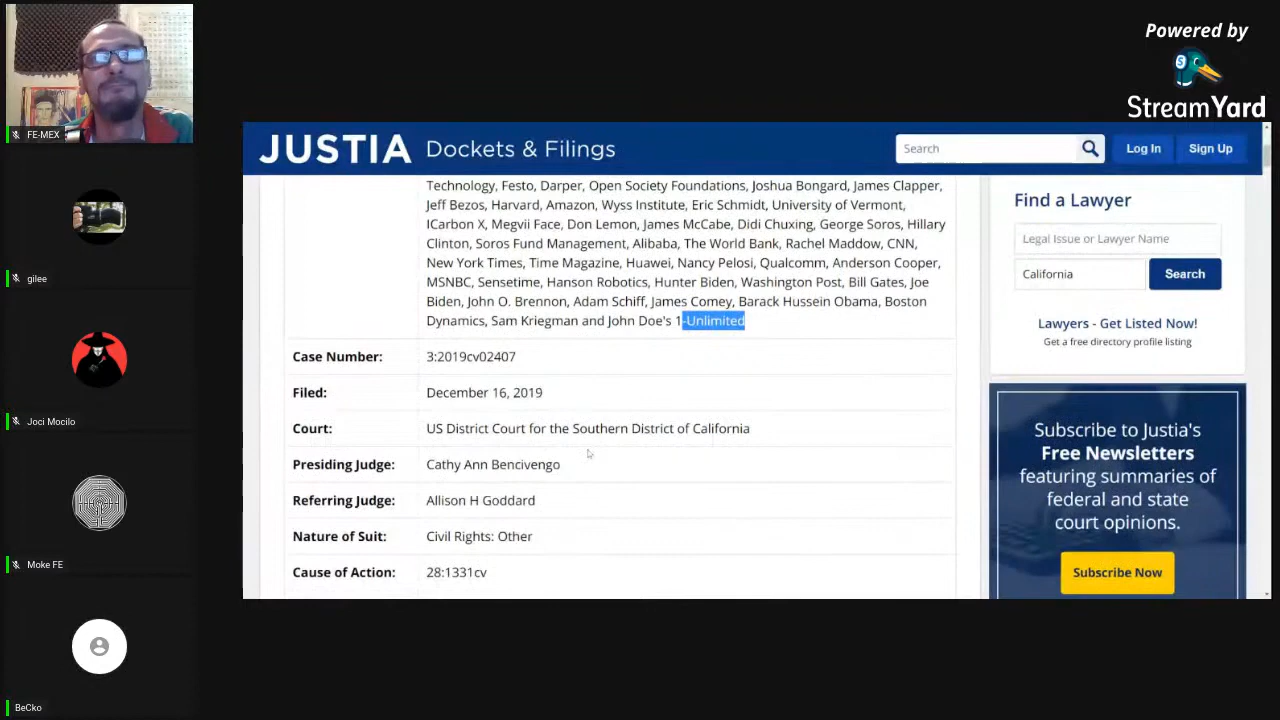 Powered by
StreamYard
FE-MEX
gilee
Joci Mocilo
Moke FE
BeCko
JUSTIA Dockets & Filings
Search
Log In
Sign Up
Technology, Festo, Darper, Open Society Foundations, Joshua Bongard, James Clapper,
Jeff Bezos, Harvard, Amazon, Wyss Institute, Eric Schmidt, University of Vermont,
ICarbon X, Megvii Face, Don Lemon, James McCabe, Didi Chuxing, George Soros, Hillary
Clinton, Soros Fund Management, Alibaba, The World Bank, Rachel Maddow, CNN,
New York Times, Time Magazine, Huawei, Nancy Pelosi, Qualcomm, Anderson Cooper,
MSNBC, Sensetime, Hanson Robotics, Hunter Biden, Washington Post, Bill Gates, Joe
Biden, John O. Brennon, Adam Schiff, James Comey, Barack Hussein Obama, Boston
Dynamics, Sam Kriegman and John Doe's 1-Unlimited
Case Number: 3:2019cv02407
Filed: December 16, 2019
Court: US District Court for the Southern District of California
Presiding Judge: Cathy Ann Bencivengo
Referring Judge: Allison H Goddard
Nature of Suit: Civil Rights: Other
Cause of Action: 28:1331cv
Find a Lawyer
Legal Issue or Lawyer Name
California
Search
Lawyers - Get Listed Now!
Get a free directory profile listing
Subscribe to Justia's
Free Newsletters
featuring summaries of
federal and state
court opinions.
Subscribe Now